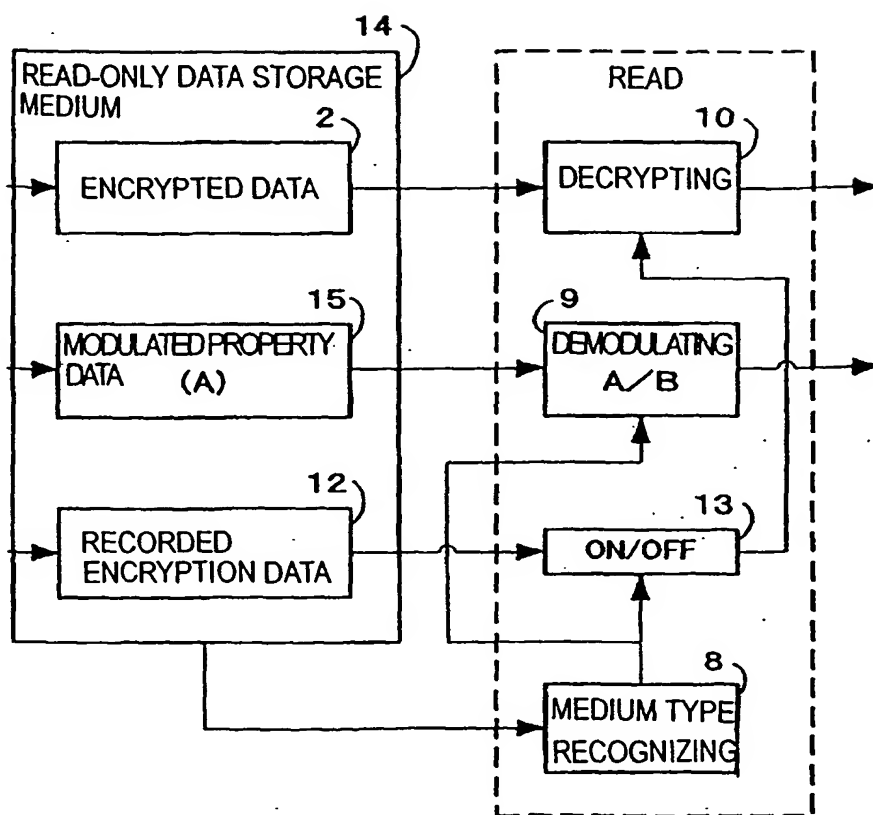 14
READ-ONLY DATA STORAGE
MEDIUM
2
ENCRYPTED DATA
15
MODULATED PROPERTY
DATA (A)
12
RECORDED
ENCRYPTION DATA
READ
10
DECRYPTING
9
DEMODULATING
A/B
13
ON/OFF
8
MEDIUM TYPE
RECOGNIZING